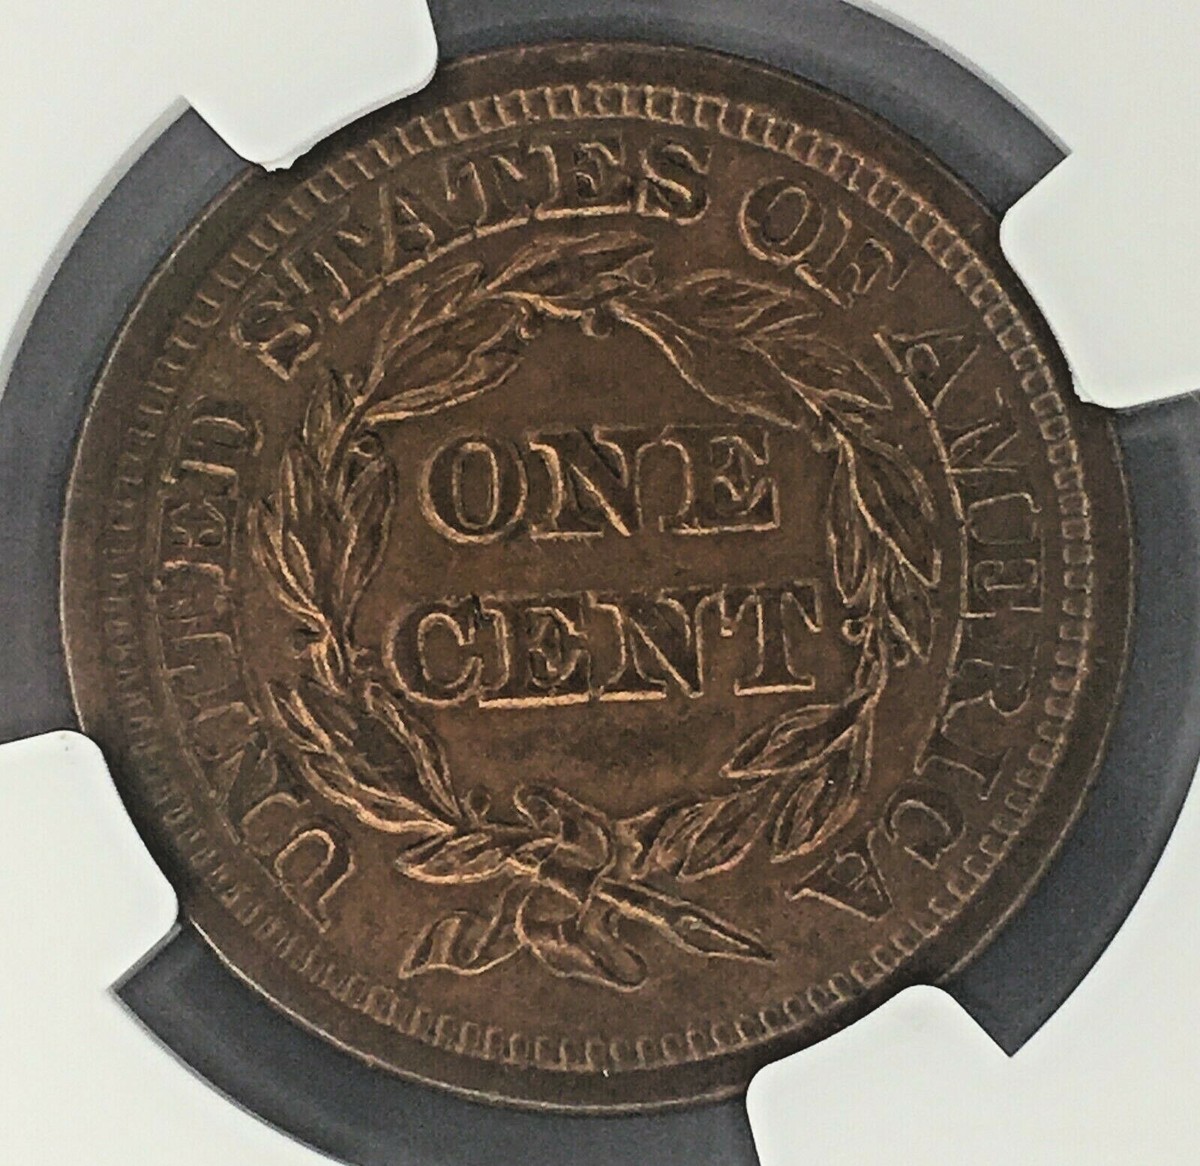 UNITED STATES OF AMERICA
ONE
CENT